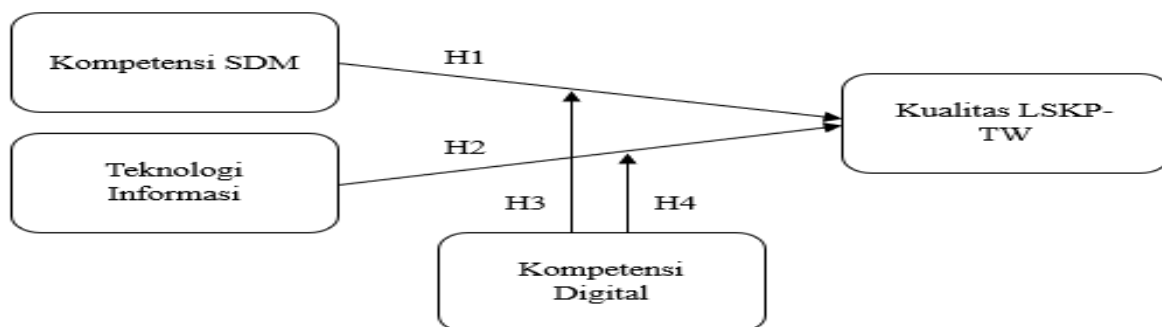 Kompetensi SDM
H1
Kualitas LSKP-
TW
Teknologi
Informasi
H2
H3
H4
Kompetensi
Digital